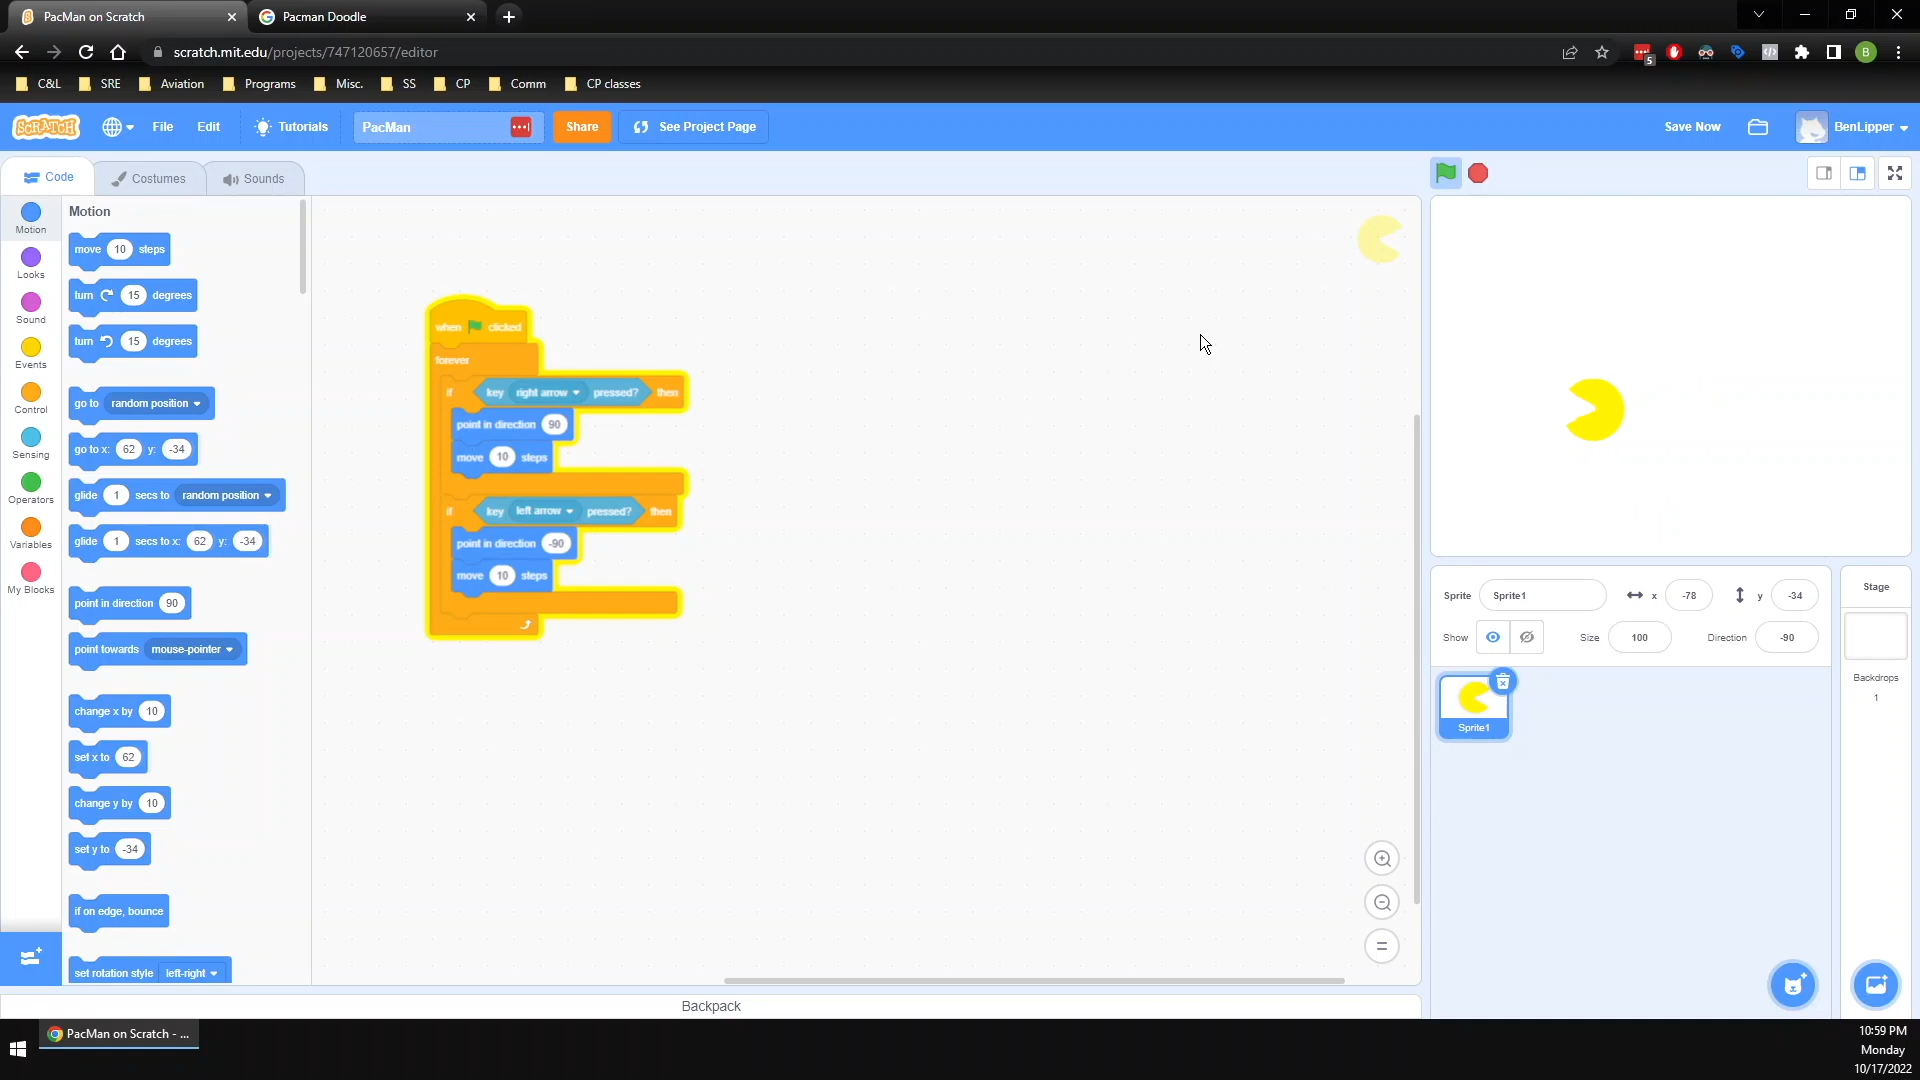 PacMan on Scratch
Pacman Doodle
scratch.mit.edu/projects/747120657/editor
5
B
C&L
SRE
Aviation
Programs
Misc.
SS
CP
Comm
CP classes
SCRATCH
File
Edit
Tutorials
PacMan
Share
See Project Page
Save Now
BenLipper
Code
Costumes
Sounds
Motion
Looks
Sound
Events
Control
Sensing
Operators
Variables
My Blocks
Motion
move 10 steps
turn 15 degrees
turn 15 degrees
go to random position
go to x: 62 y: -34
glide 1 secs to random position
glide 1 secs to x: 62 y: -34
point in direction 90
point towards mouse-pointer
change x by 10
set x to 62
change y by 10
set y to -34
if on edge, bounce
set rotation style left-right
when clicked
forever
if key right arrow pressed? then
point in direction 90
move 10 steps
if key left arrow pressed? then
point in direction -90
move 10 steps
Sprite Sprite1 x -78 y -34
Show Size 100 Direction -90
Sprite1
Stage
Backdrops
1
Backpack
PacMan on Scratch - ...
10:59 PM
Monday
10/17/2022